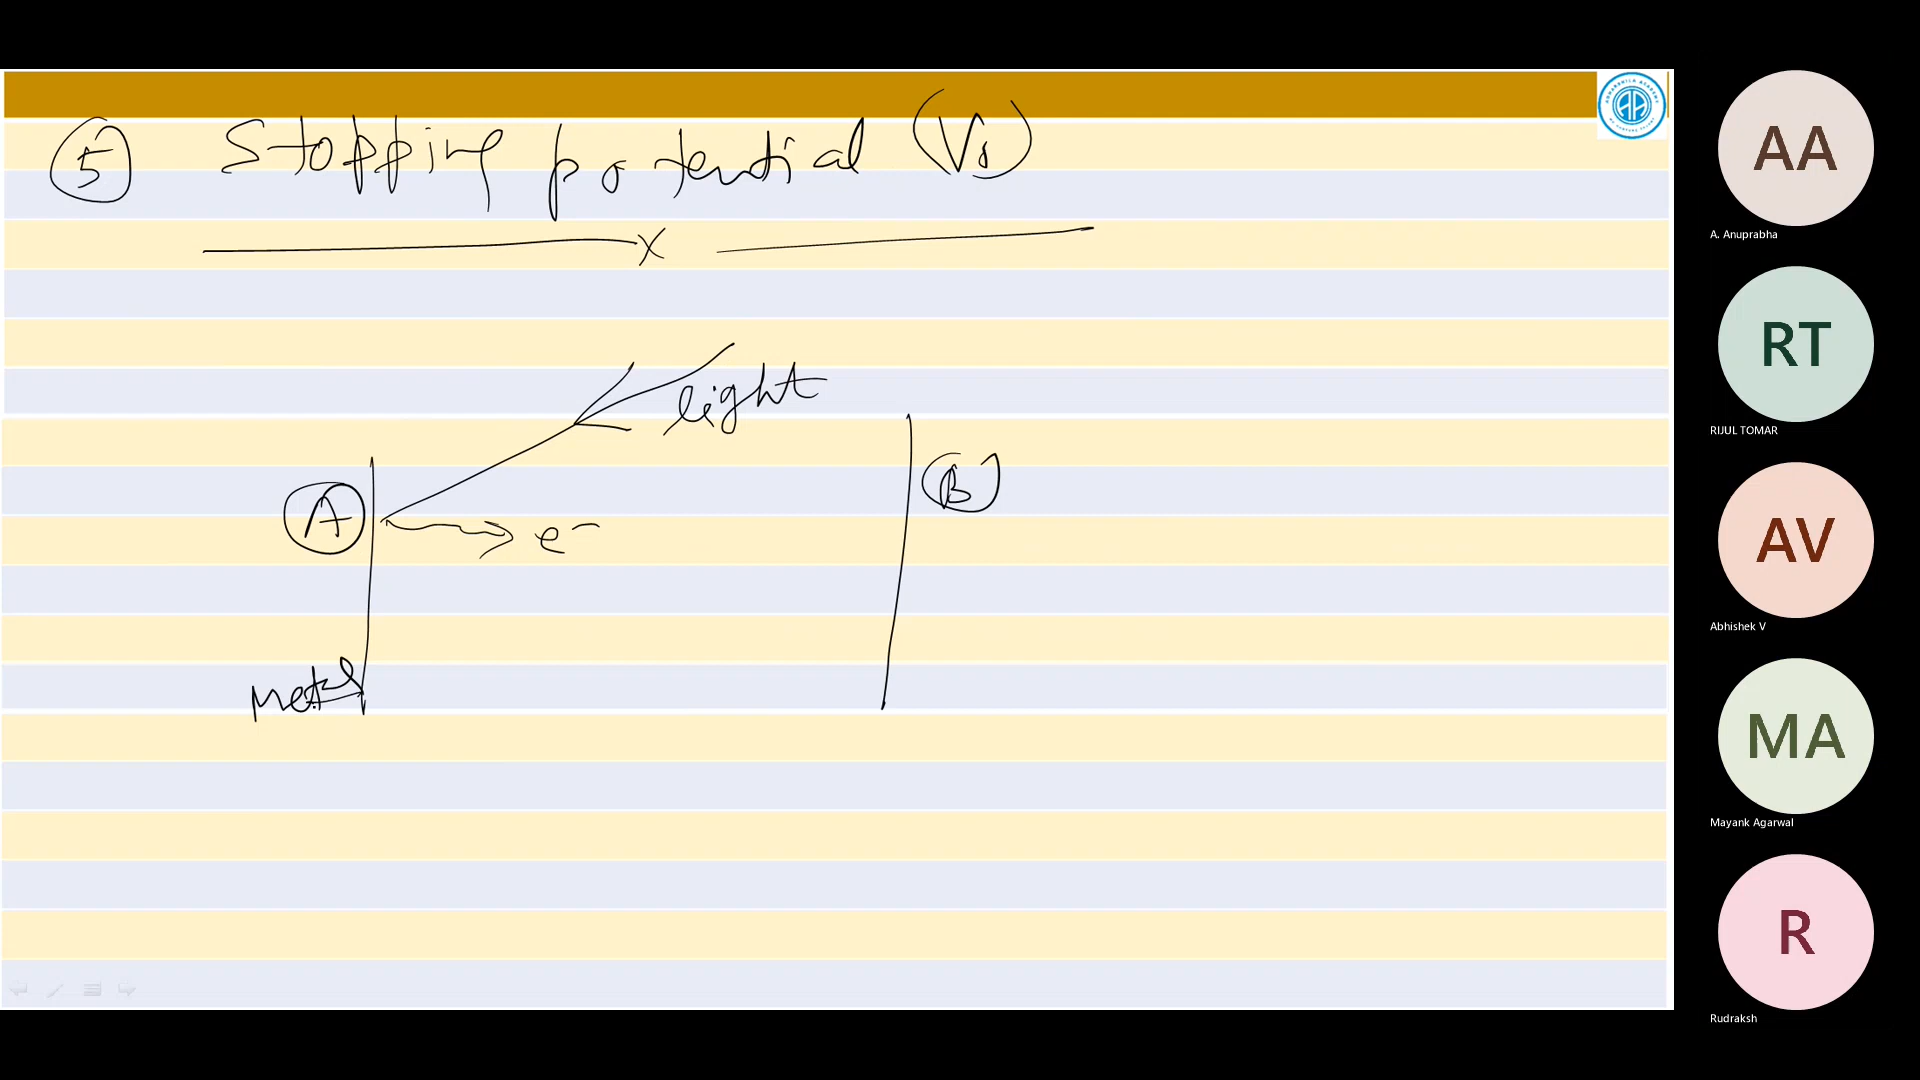 5 Stopping potential (Vs)
x
light
A
B
e-
Metal
AA
A. Anuprabha
RT
RIJUL TOMAR
AV
Abhishek V
MA
Mayank Agarwal
R
Rudraksh